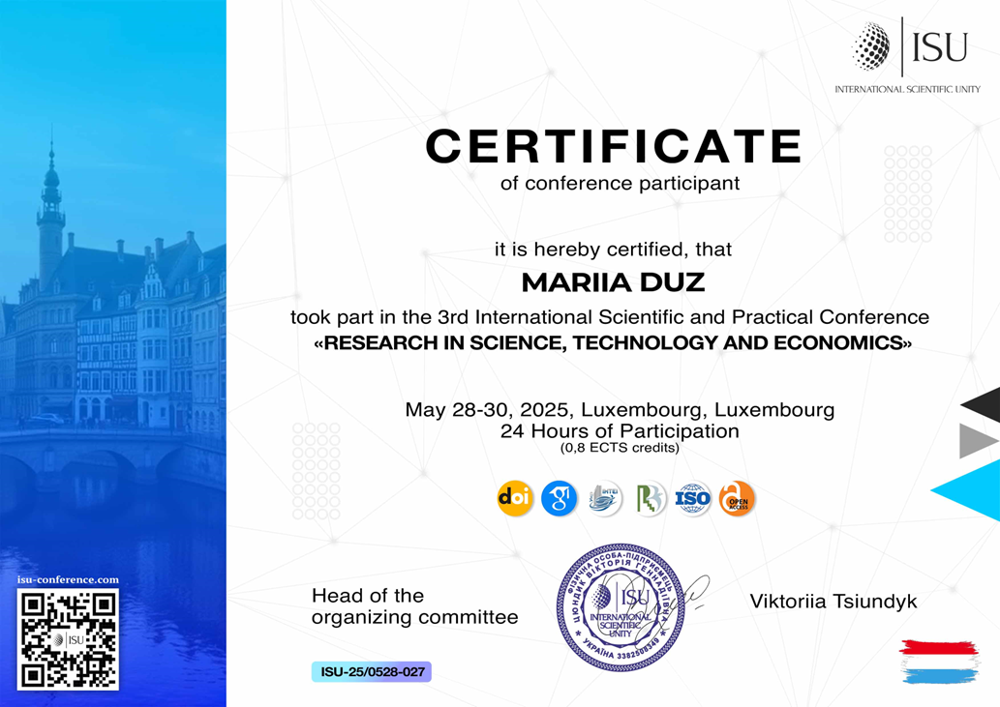 ISU
INTERNATIONAL SCIENTIFIC UNITY
CERTIFICATE
of conference participant
it is hereby certified, that
MARIIA DUZ
took part in the 3rd International Scientific and Practical Conference
«RESEARCH IN SCIENCE, TECHNOLOGY AND ECONOMICS»
May 28-30, 2025, Luxembourg, Luxembourg
24 Hours of Participation
(0,8 ECTS credits)
doi
g
ІНТЕІ
R
ISO
a
OPEN
ACCESS
isu-conference.com
ISU
Head of the
organizing committee
ФІЗИЧНА ОСОБА-ПІДПРИЄМЕЦЬ
ЦЮНДИК ВІКТОРІЯ ГЕННАДІЇВНА
ISU
INTERNATIONAL
SCIENTIFIC
UNITY
* УКРАЇНА 3382508349 *
Viktoriia Tsiundyk
ISU-25/0528-027